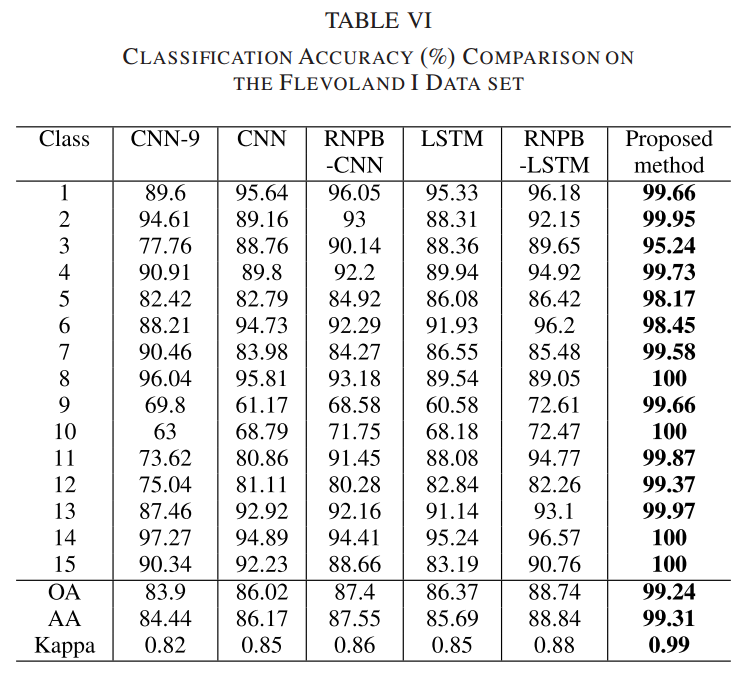 TABLE VI
CLASSIFICATION ACCURACY (%) COMPARISON ON
THE FLEVOLAND I DATA SET
Class CNN-9 CNN RNPB LSTM RNPB Proposed
-CNN -LSTM method
1 89.6 95.64 96.05 95.33 96.18 99.66
2 94.61 89.16 93 88.31 92.15 99.95
3 77.76 88.76 90.14 88.36 89.65 95.24
4 90.91 89.8 92.2 89.94 94.92 99.73
5 82.42 82.79 84.92 86.08 86.42 98.17
6 88.21 94.73 92.29 91.93 96.2 98.45
7 90.46 83.98 84.27 86.55 85.48 99.58
8 96.04 95.81 93.18 89.54 89.05 100
9 69.8 61.17 68.58 60.58 72.61 99.66
10 63 68.79 71.75 68.18 72.47 100
11 73.62 80.86 91.45 88.08 94.77 99.87
12 75.04 81.11 80.28 82.84 82.26 99.37
13 87.46 92.92 92.16 91.14 93.1 99.97
14 97.27 94.89 94.41 95.24 96.57 100
15 90.34 92.23 88.66 83.19 90.76 100
OA 83.9 86.02 87.4 86.37 88.74 99.24
AA 84.44 86.17 87.55 85.69 88.84 99.31
Kappa 0.82 0.85 0.86 0.85 0.88 0.99